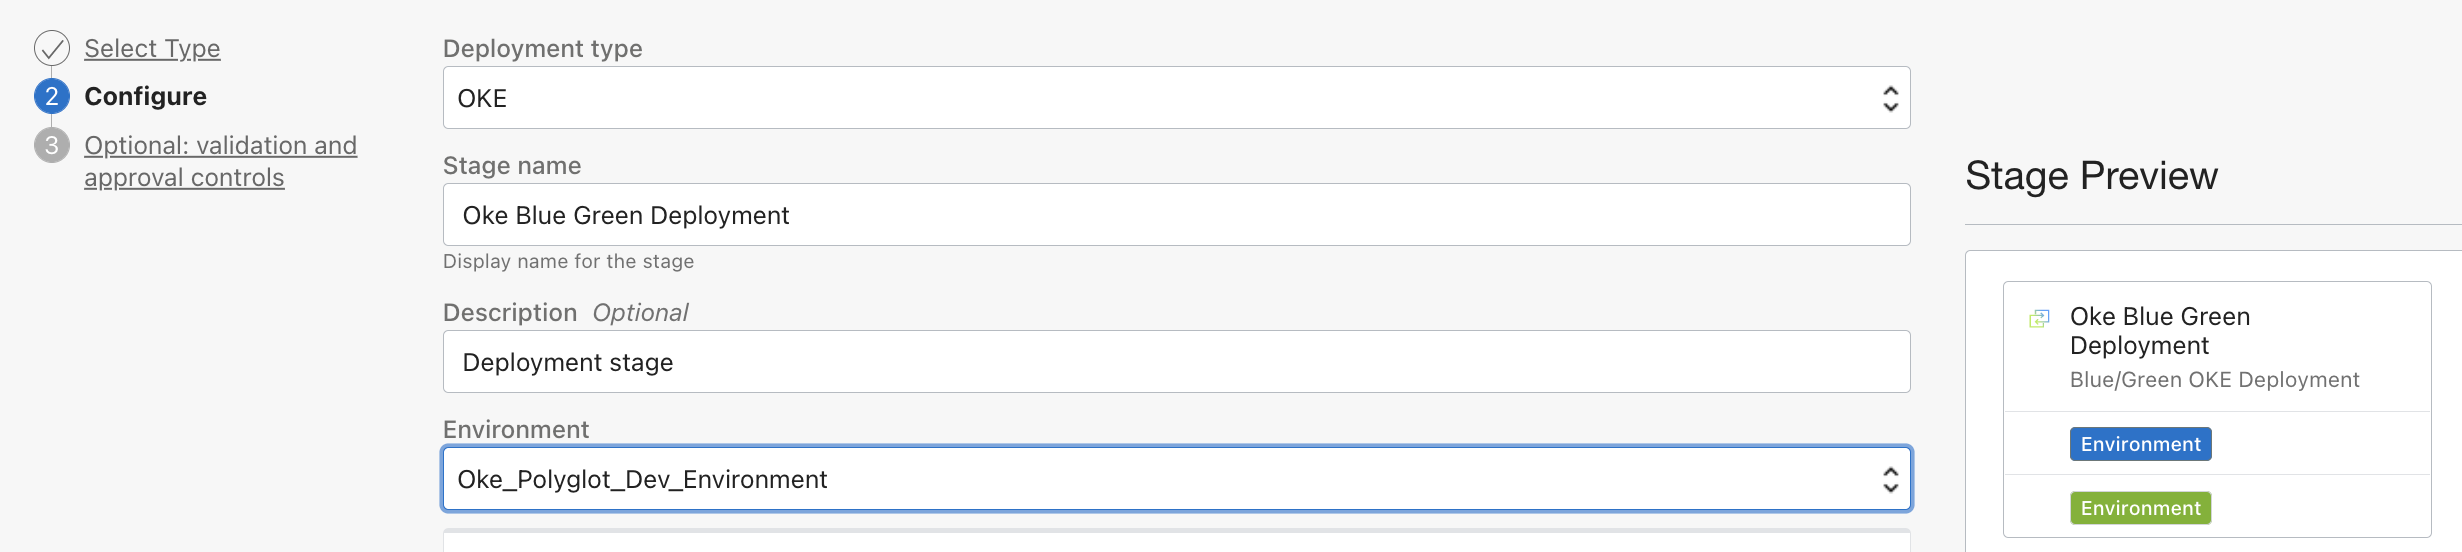 Select Type
2 Configure
3 Optional: validation and
approval controls
Deployment type
OKE
Stage name
Oke Blue Green Deployment
Display name for the stage
Description Optional
Deployment stage
Environment
Oke_Polyglot_Dev_Environment
Stage Preview
Oke Blue Green
Deployment
Blue/Green OKE Deployment
Environment
Environment